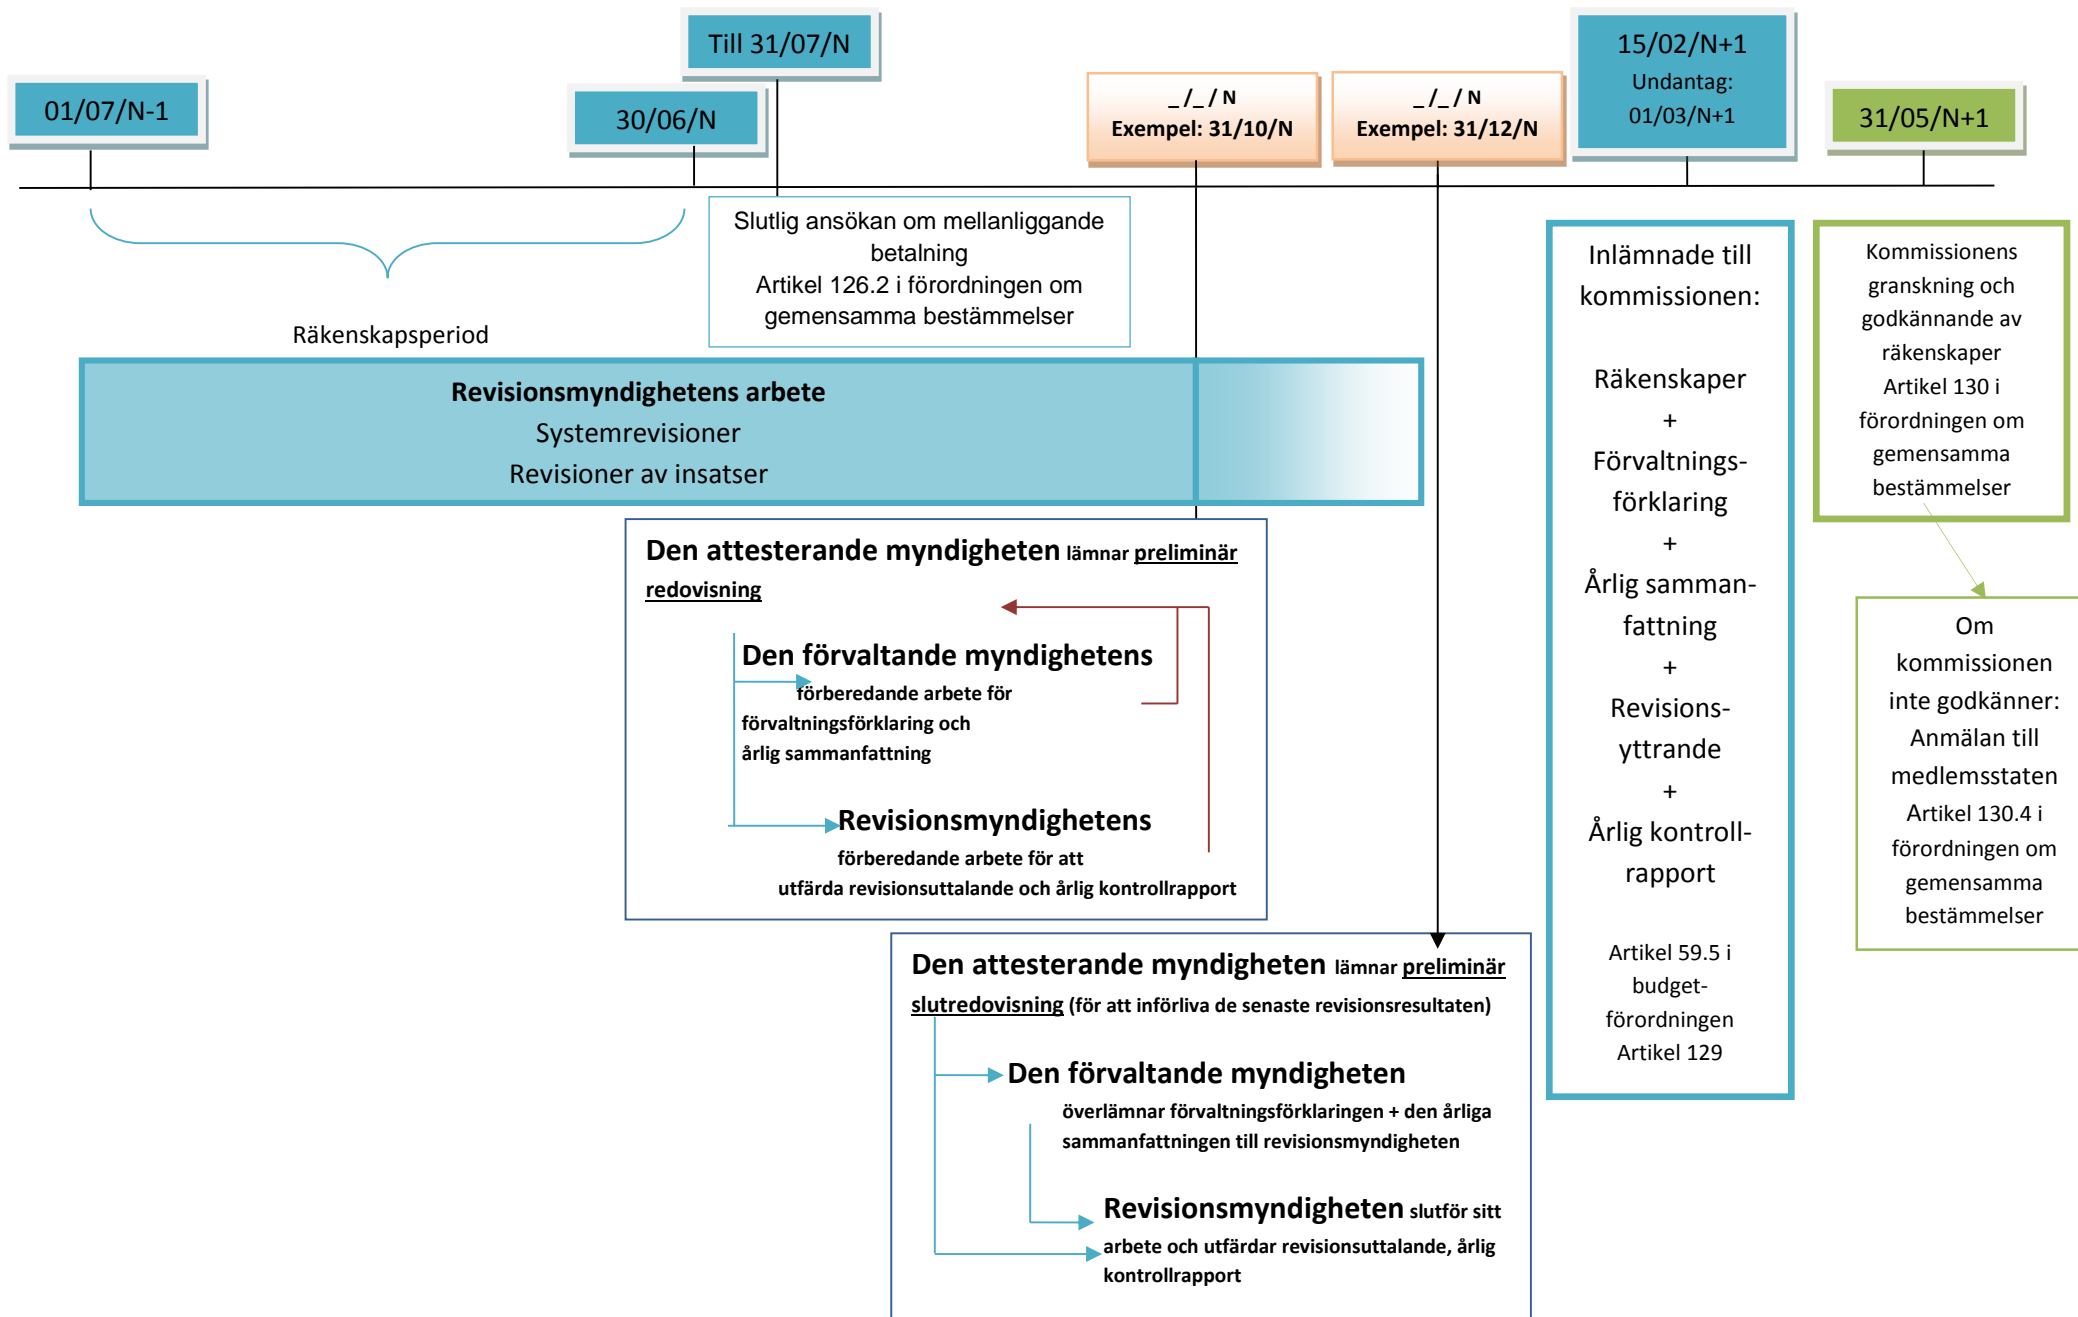 01/07/N-1
30/06/N
Till 31/07/N
_ /_ / N
Exempel: 31/10/N
_ /_ / N
Exempel: 31/12/N
15/02/N+1
Undantag:
01/03/N+1
31/05/N+1
Räkenskapsperiod
Slutlig ansökan om mellanliggande
betalning
Artikel 126.2 i förordningen om
gemensamma bestämmelser
Revisionsmyndighetens arbete
Systemrevisioner
Revisioner av insatser
Den attesterande myndigheten lämnar preliminär
redovisning
Den förvaltande myndighetens
förberedande arbete för
förvaltningsförklaring och
årlig sammanfattning
Revisionsmyndighetens
förberedande arbete för att
utfärda revisionsuttalande och årlig kontrollrapport
Den attesterande myndigheten lämnar preliminär
slutredovisning (för att införliva de senaste revisionsresultaten)
Den förvaltande myndigheten
överlämnar förvaltningsförklaringen + den årliga
sammanfattningen till revisionsmyndigheten
Revisionsmyndigheten slutför sitt
arbete och utfärdar revisionsuttalande, årlig
kontrollrapport
Inlämnade till
kommissionen:
Räkenskaper
+
Förvaltnings-
förklaring
+
Årlig samman-
fattning
+
Revisions-
yttrande
+
Årlig kontroll-
rapport
Artikel 59.5 i
budget-
förordningen
Artikel 129
Kommissionens
granskning och
godkännande av
räkenskaper
Artikel 130 i
förordningen om
gemensamma
bestämmelser
Om
kommissionen
inte godkänner:
Anmälan till
medlemsstaten
Artikel 130.4 i
förordningen om
gemensamma
bestämmelser